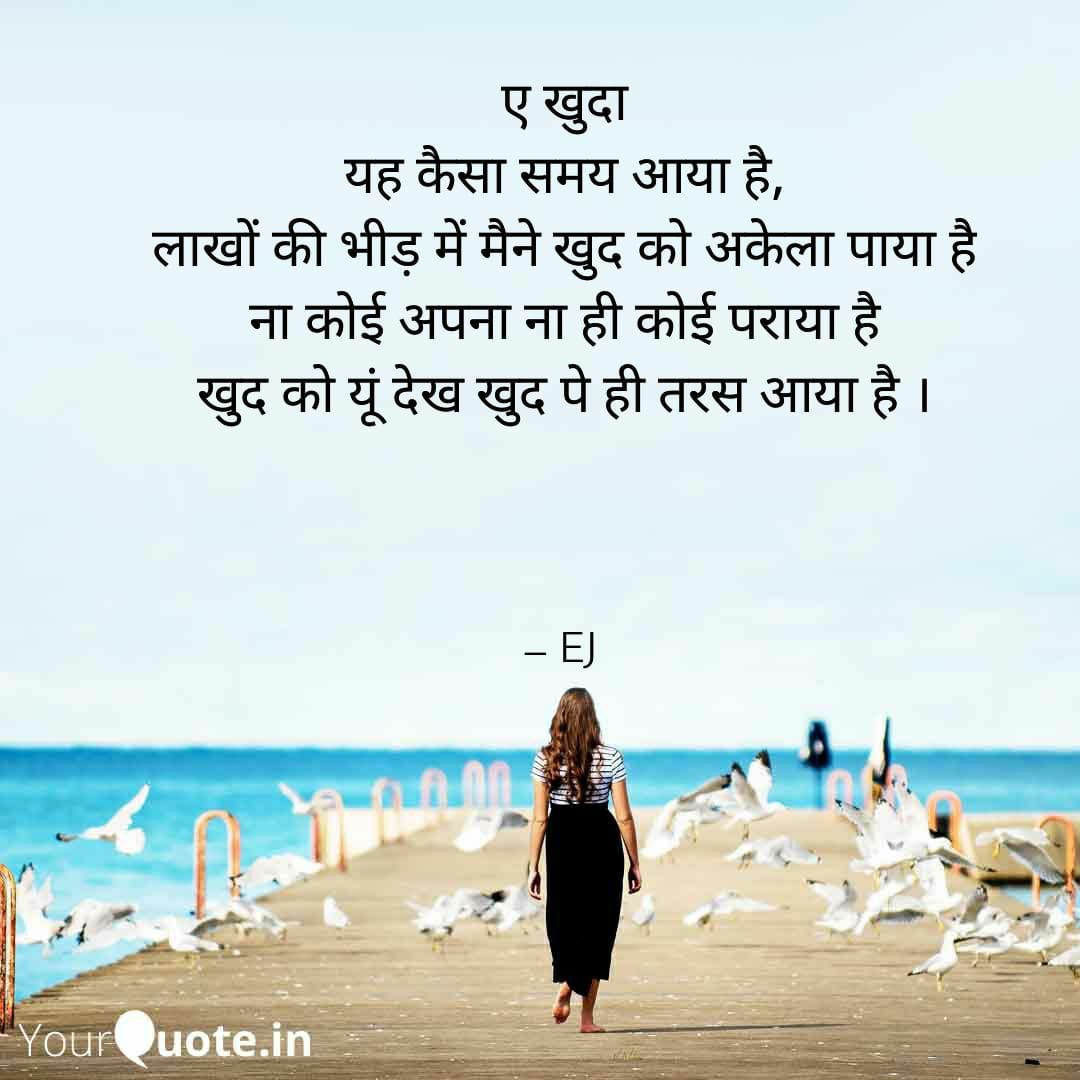 ए खुदा
यह कैसा समय आया है,
लाखों की भीड़ में मैने खुद को अकेला पाया है
ना कोई अपना ना ही कोई पराया है
खुद को यूं देख खुद पे ही तरस आया है ।
– EJ
YourQuote.in